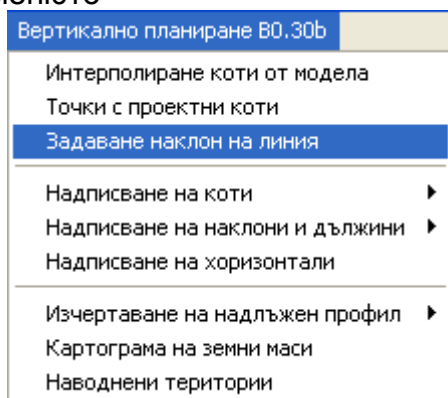 Вертикално планиране B0.30b
Интерполиране коти от модела
Точки с проектни коти
Задаване наклон на линия
Надписване на коти
Надписване на наклони и дължини
Надписване на хоризонтали
Изчертаване на надлъжен профил
Картограма на земни маси
Наводнени територии